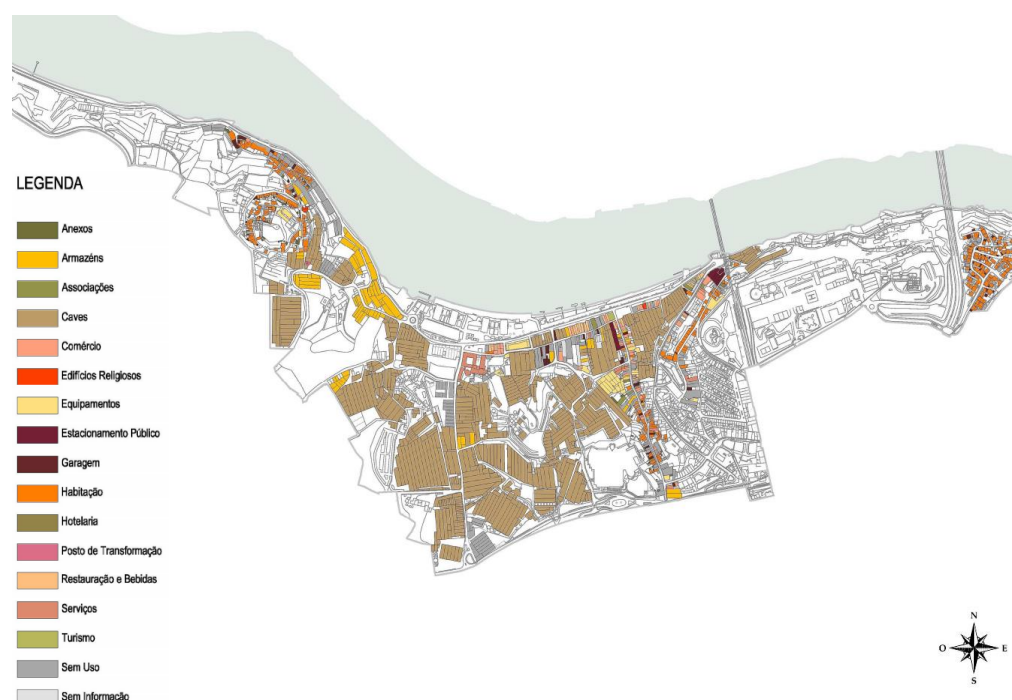 LEGENDA
Anexos
Armazéns
Associações
Caves
Comércio
Edifícios Religiosos
Equipamentos
Estacionamento Público
Garagem
Habitação
Hotelaria
Posto de Transformação
Restauração e Bebidas
Serviços
Turismo
Sem Uso
Sem Informação
N
O E
S